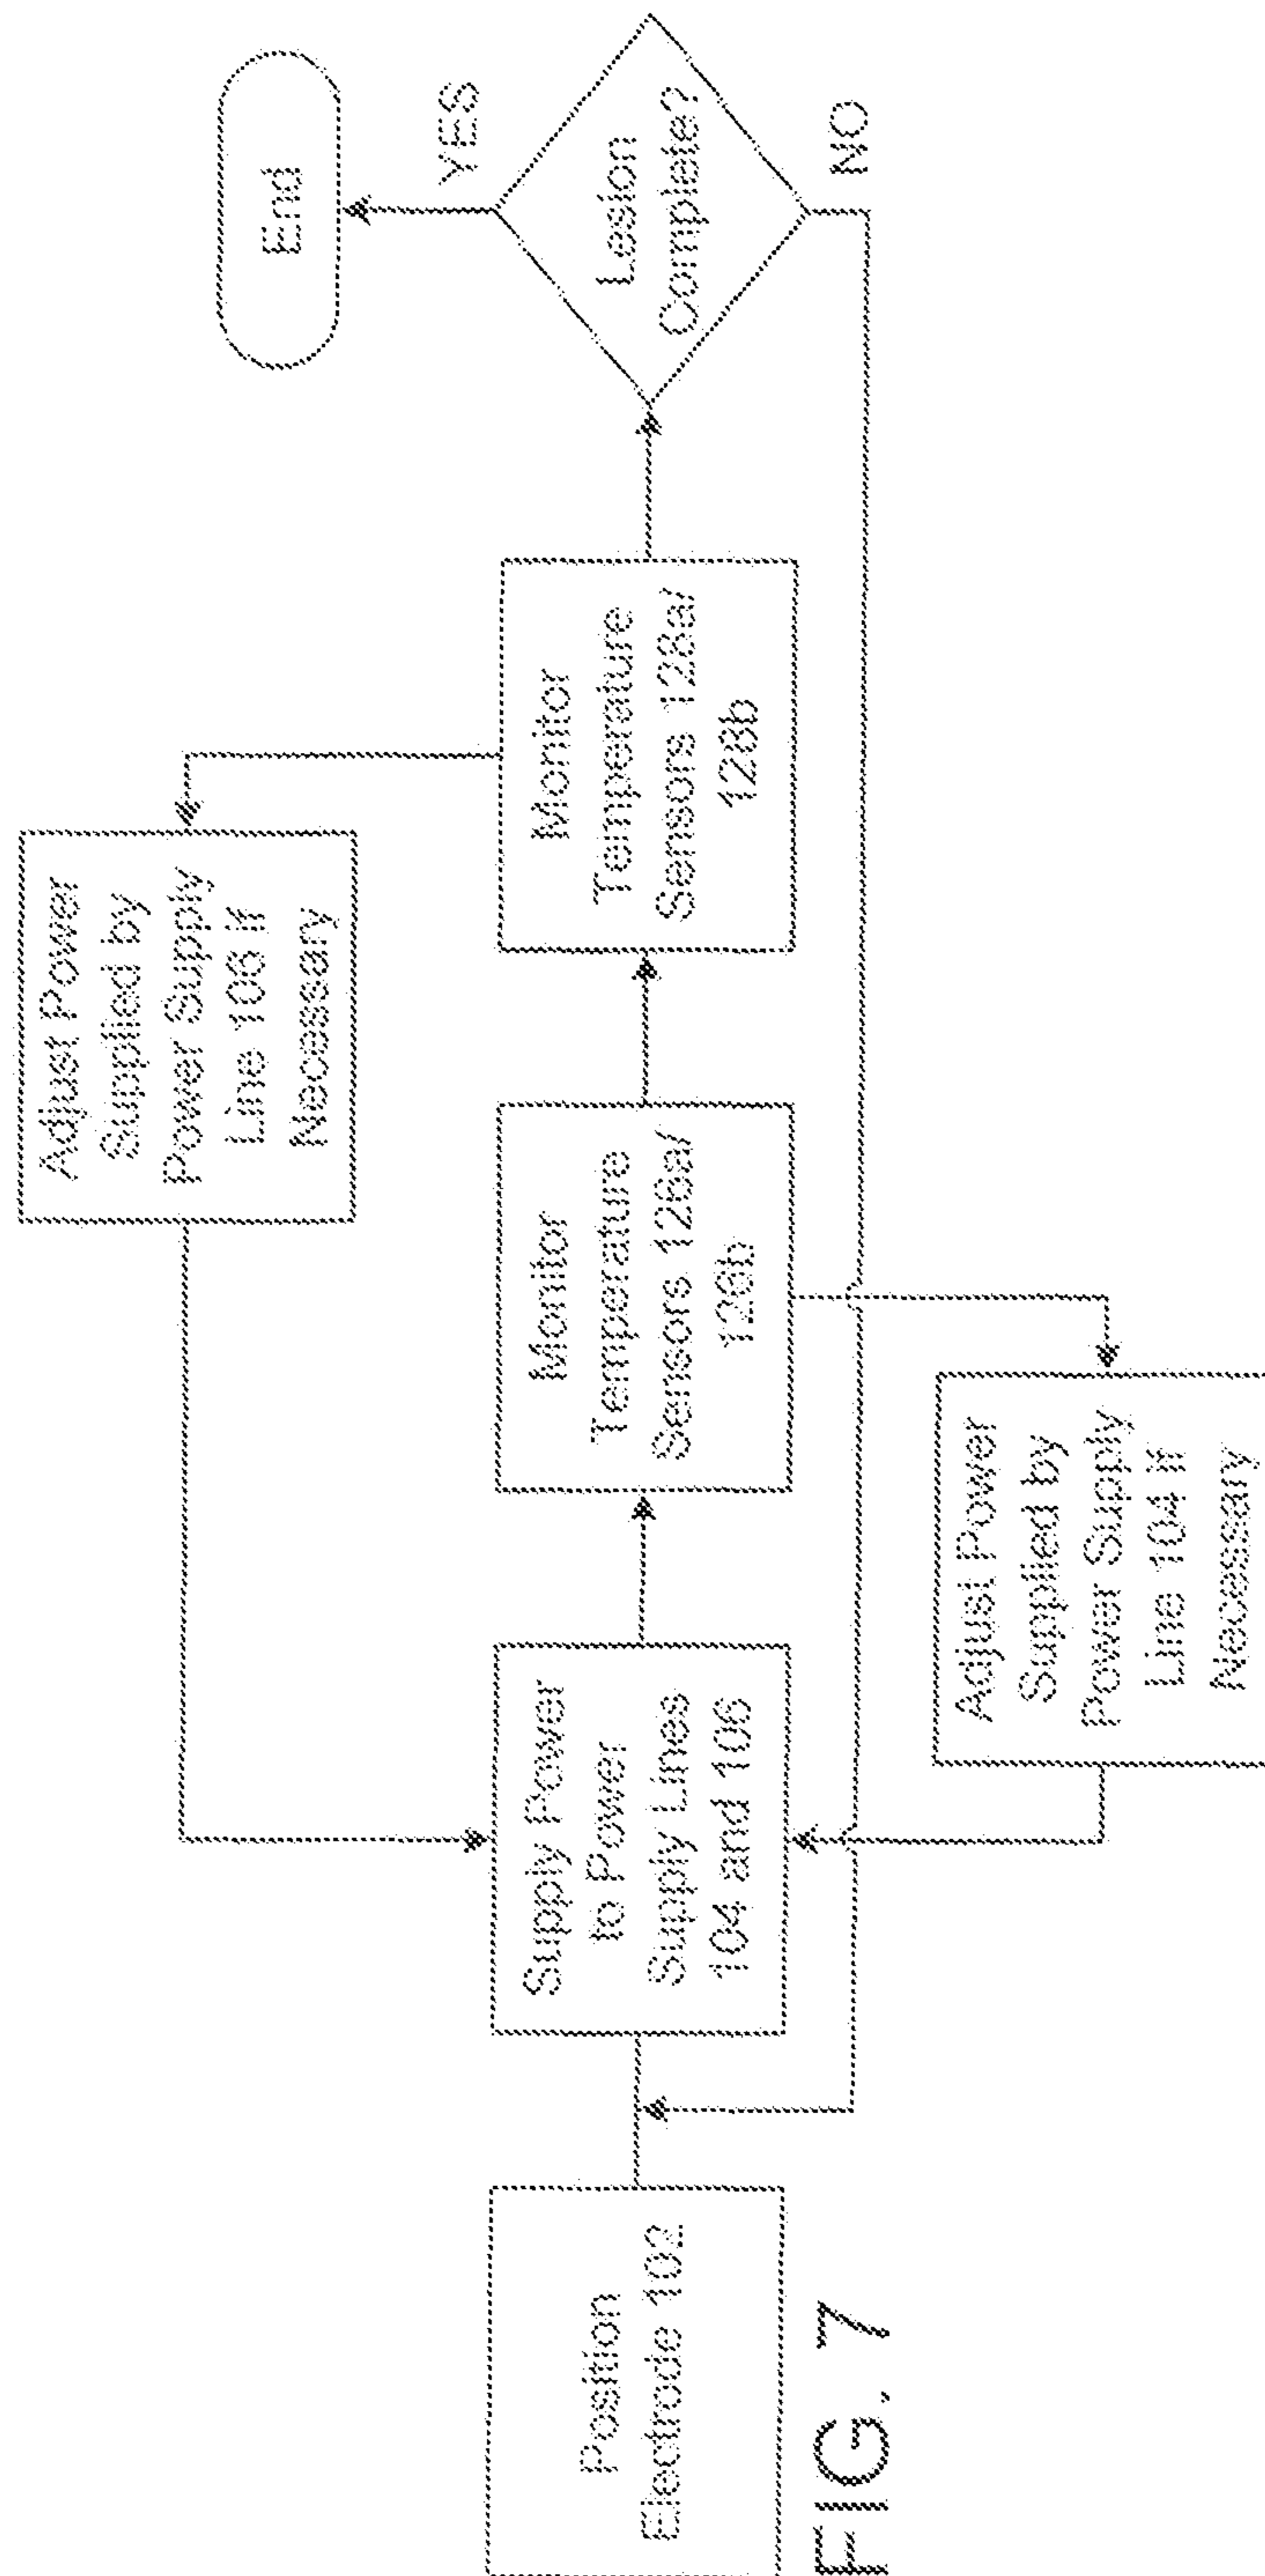 Position
Electrode 102
Supply Power
to Power
Supply Lines
104 and 106
Monitor
Temperature
Sensors 126a/
126b
Monitor
Temperature
Sensors 128a/
128b
Lesion
Complete?
YES
NO
End
Adjust Power
Supplied by
Power Supply
Line 106 If
Necessary
Adjust Power
Supplied by
Power Supply
Line 104 If
Necessary
FIG. 7